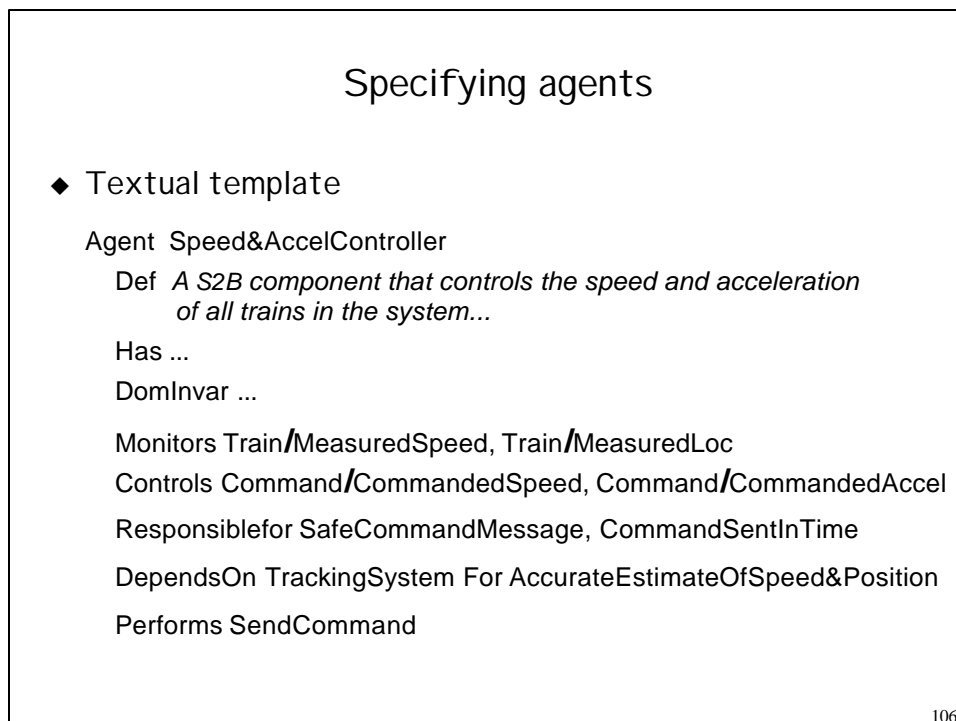 Specifying agents
◆ Textual template
Agent Speed&AccelController
Def A S2B component that controls the speed and acceleration
of all trains in the system...
Has ...
DomInvar ...
Monitors Train/MeasuredSpeed, Train/MeasuredLoc
Controls Command/CommandedSpeed, Command/CommandedAccel
Responsiblefor SafeCommandMessage, CommandSentInTime
DependsOn TrackingSystem For AccurateEstimateOfSpeed&Position
Performs SendCommand
106